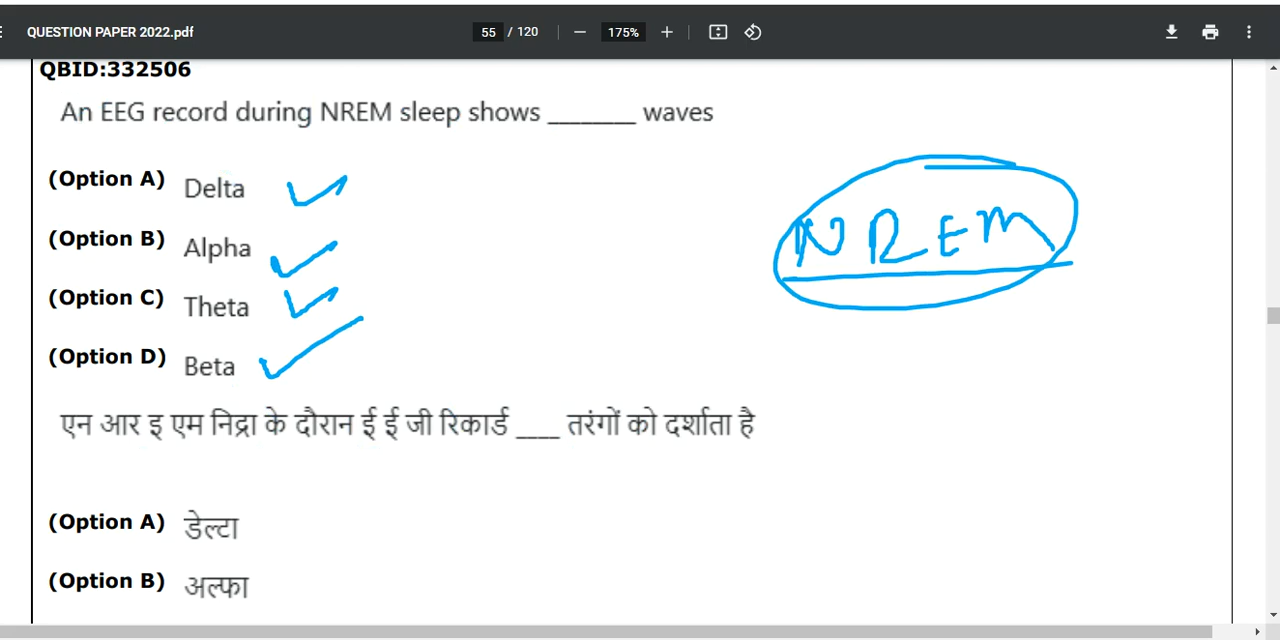 QUESTION PAPER 2022.pdf 55 / 120 175%
QBID:332506
An EEG record during NREM sleep shows ________ waves
(Option A) Delta
(Option B) Alpha
(Option C) Theta
(Option D) Beta
NREM
एन आर इ एम निद्रा के दौरान ई ई जी रिकार्ड ____ तरंगों को दर्शाता है
(Option A) डेल्टा
(Option B) अल्फा